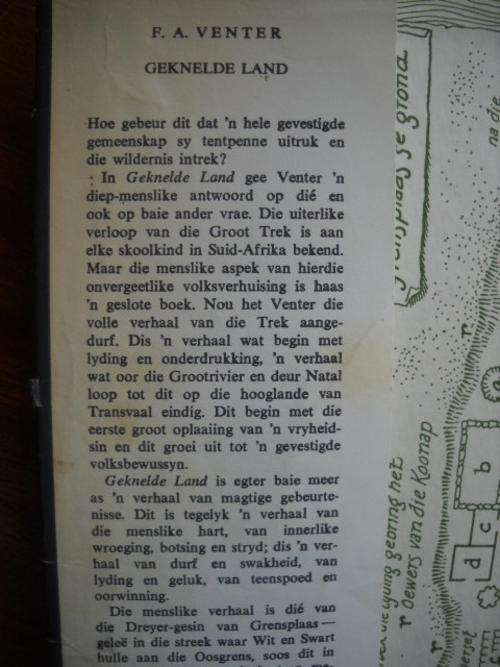 F. A. VENTER
GEKNELDE LAND
Hoe gebeur dit dat 'n hele gevestigde
gemeenskap sy tentpenne uitruk en
die wildernis intrek?
In Geknelde Land gee Venter 'n
diep-menslike antwoord op dié en
ook op baie ander vrae. Die uiterlike
verloop van die Groot Trek is aan
elke skoolkind in Suid-Afrika bekend.
Maar die menslike aspek van hierdie
onvergeetlike volksverhuising is haas
'n geslote boek. Nou het Venter die
volle verhaal van die Trek aange-
durf. Dis 'n verhaal wat begin met
lyding en onderdrukking, 'n verhaal
wat oor die Grootrivier en deur Natal
loop tot dit op die hooglande van
Transvaal eindig. Dit begin met die
eerste groot oplaaiing van 'n vryheid-
sin en dit groei uit tot 'n gevestigde
volksbewussyn.
Geknelde Land is egter baie meer
as 'n verhaal van magtige gebeurte-
nisse. Dit is tegelyk 'n verhaal van
die menslike hart, van innerlike
wroeging, botsing en stryd; dis 'n ver-
haal van durf en swakheid, van
lyding en geluk, van teenspoed en
oorwinning.
Die menslike verhaal is dié van
die Dreyer-gesin van Grensplaas—
geleë in die streek waar Wit en Swart
hulle aan die Oosgrens, soos dit in
se grond
na die
r
b
c
d
r Oewers van die Koonap